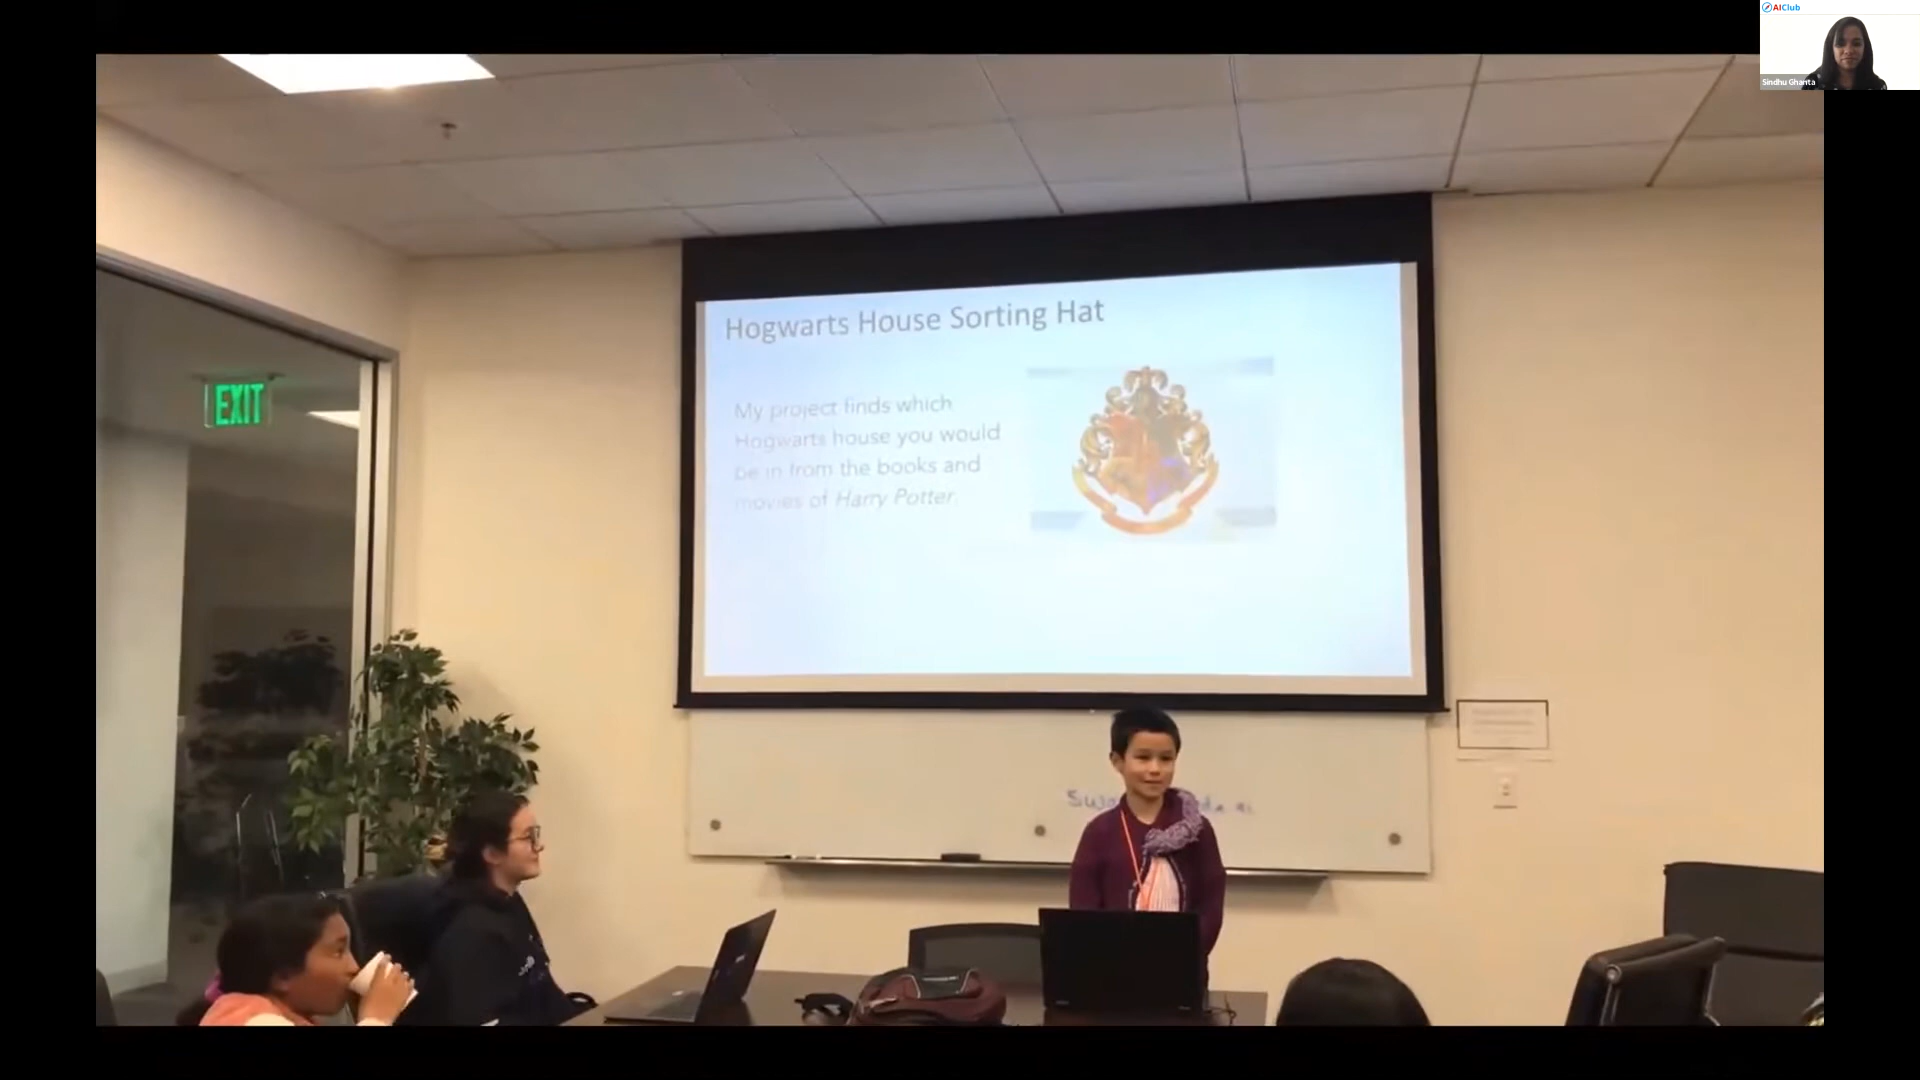 AIClub
Sindhu Ghanta
EXIT
Hogwarts House Sorting Hat
My project finds which
Hogwarts house you would
be in from the books and
movies of Harry Potter.